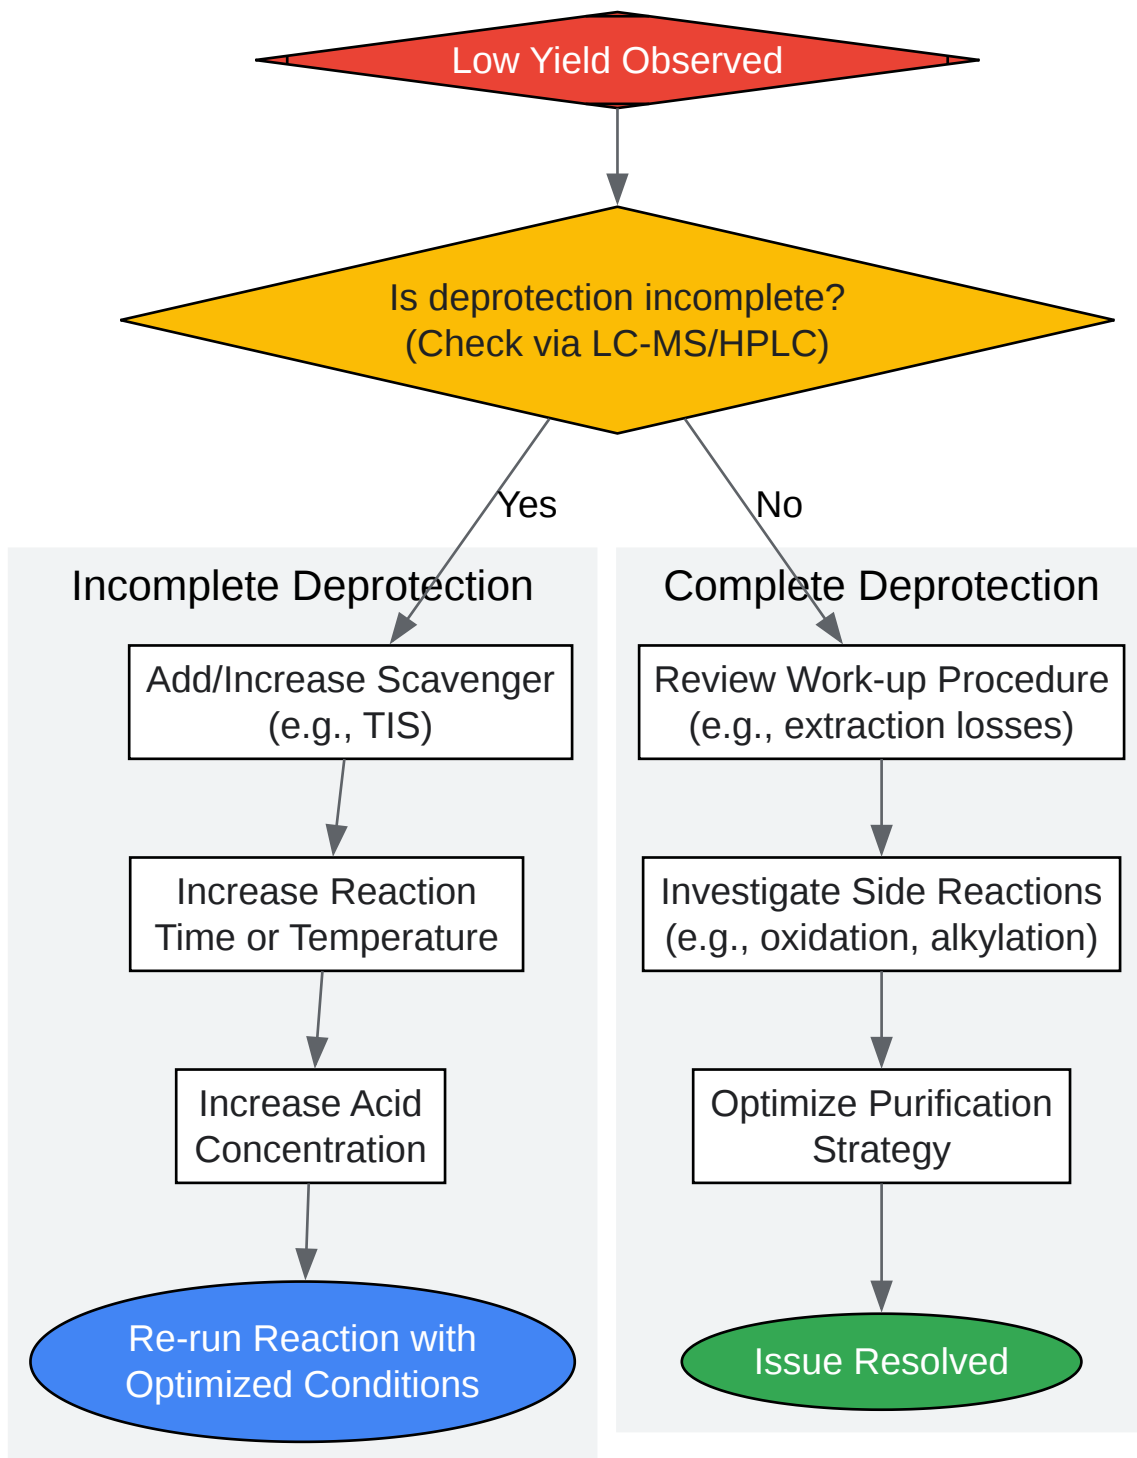 Low Yield Observed
Is deprotection incomplete?
(Check via LC-MS/HPLC)
Yes
No
Incomplete Deprotection
Add/Increase Scavenger
(e.g., TIS)
Increase Reaction
Time or Temperature
Increase Acid
Concentration
Re-run Reaction with
Optimized Conditions
Complete Deprotection
Review Work-up Procedure
(e.g., extraction losses)
Investigate Side Reactions
(e.g., oxidation, alkylation)
Optimize Purification
Strategy
Issue Resolved